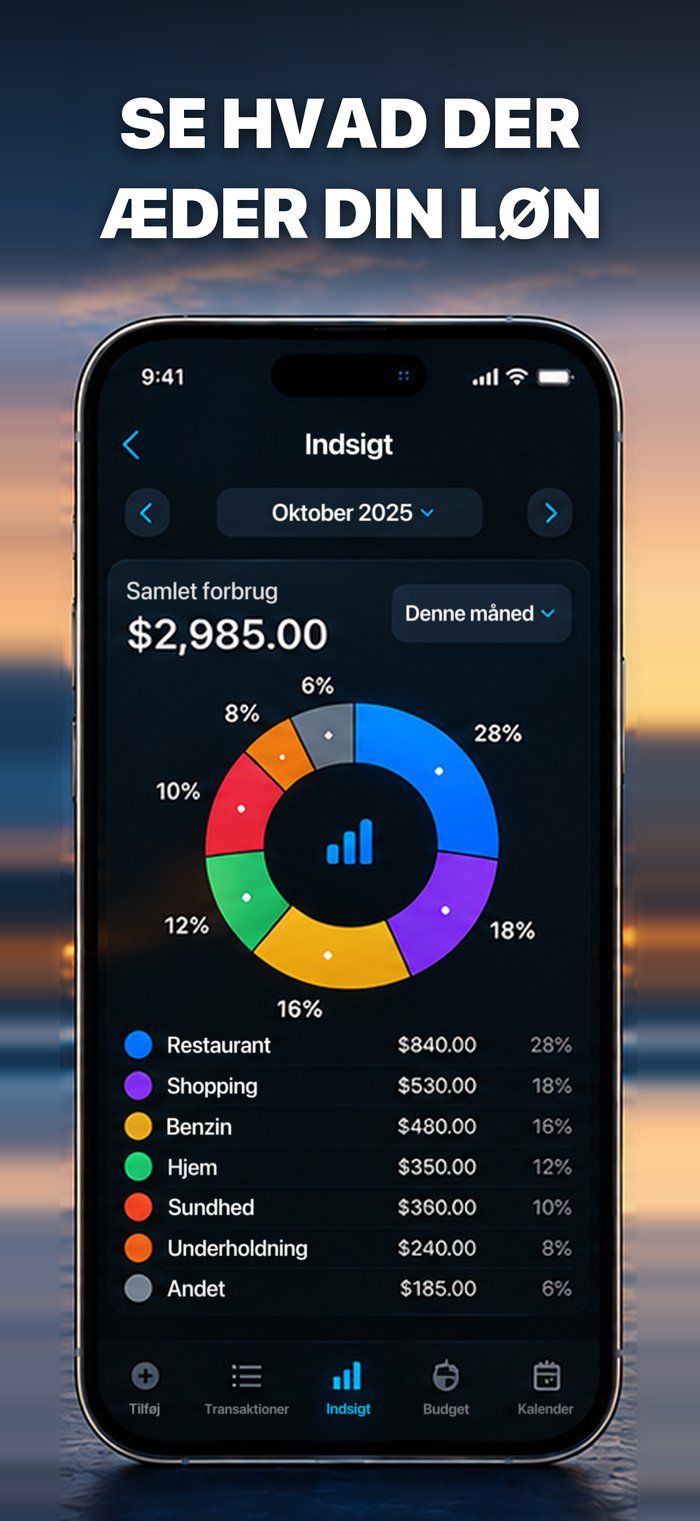 SE HVAD DER
ÆDER DIN LØN
9:41
Indsigt
Oktober 2025
Samlet forbrug
$2,985.00
Denne måned
6%
8%
28%
10%
12%
18%
16%
Restaurant $840.00 28%
Shopping $530.00 18%
Benzin $480.00 16%
Hjem $350.00 12%
Sundhed $360.00 10%
Underholdning $240.00 8%
Andet $185.00 6%
Tilføj Transaktioner Indsigt Budget Kalender